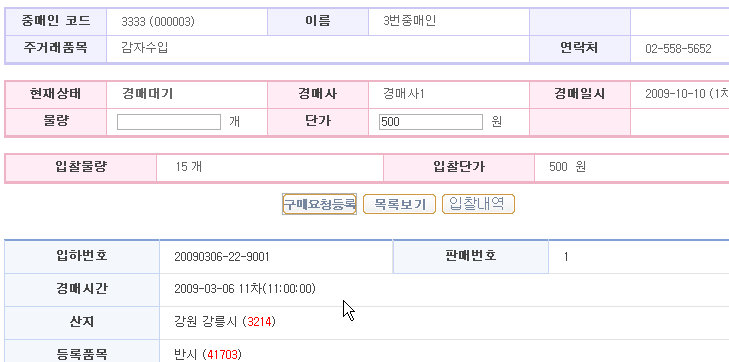 중매인 코드 3333 (000003) 이름 3번중매인
주거래품목 감자수입 연락처 02-558-5652
현재상태 경매대기 경매사 경매사1 경매일시 2009-10-10 (1차
물량 개 단가 500 원
입찰물량 15 개 입찰단가 500 원
구매요청등록 목록보기 입찰내역
입하번호 20090306-22-9001 판매번호 1
경매시간 2009-03-06 11차(11:00:00)
산지 강원 강릉시 (3214)
등록품목 반시 (41703)